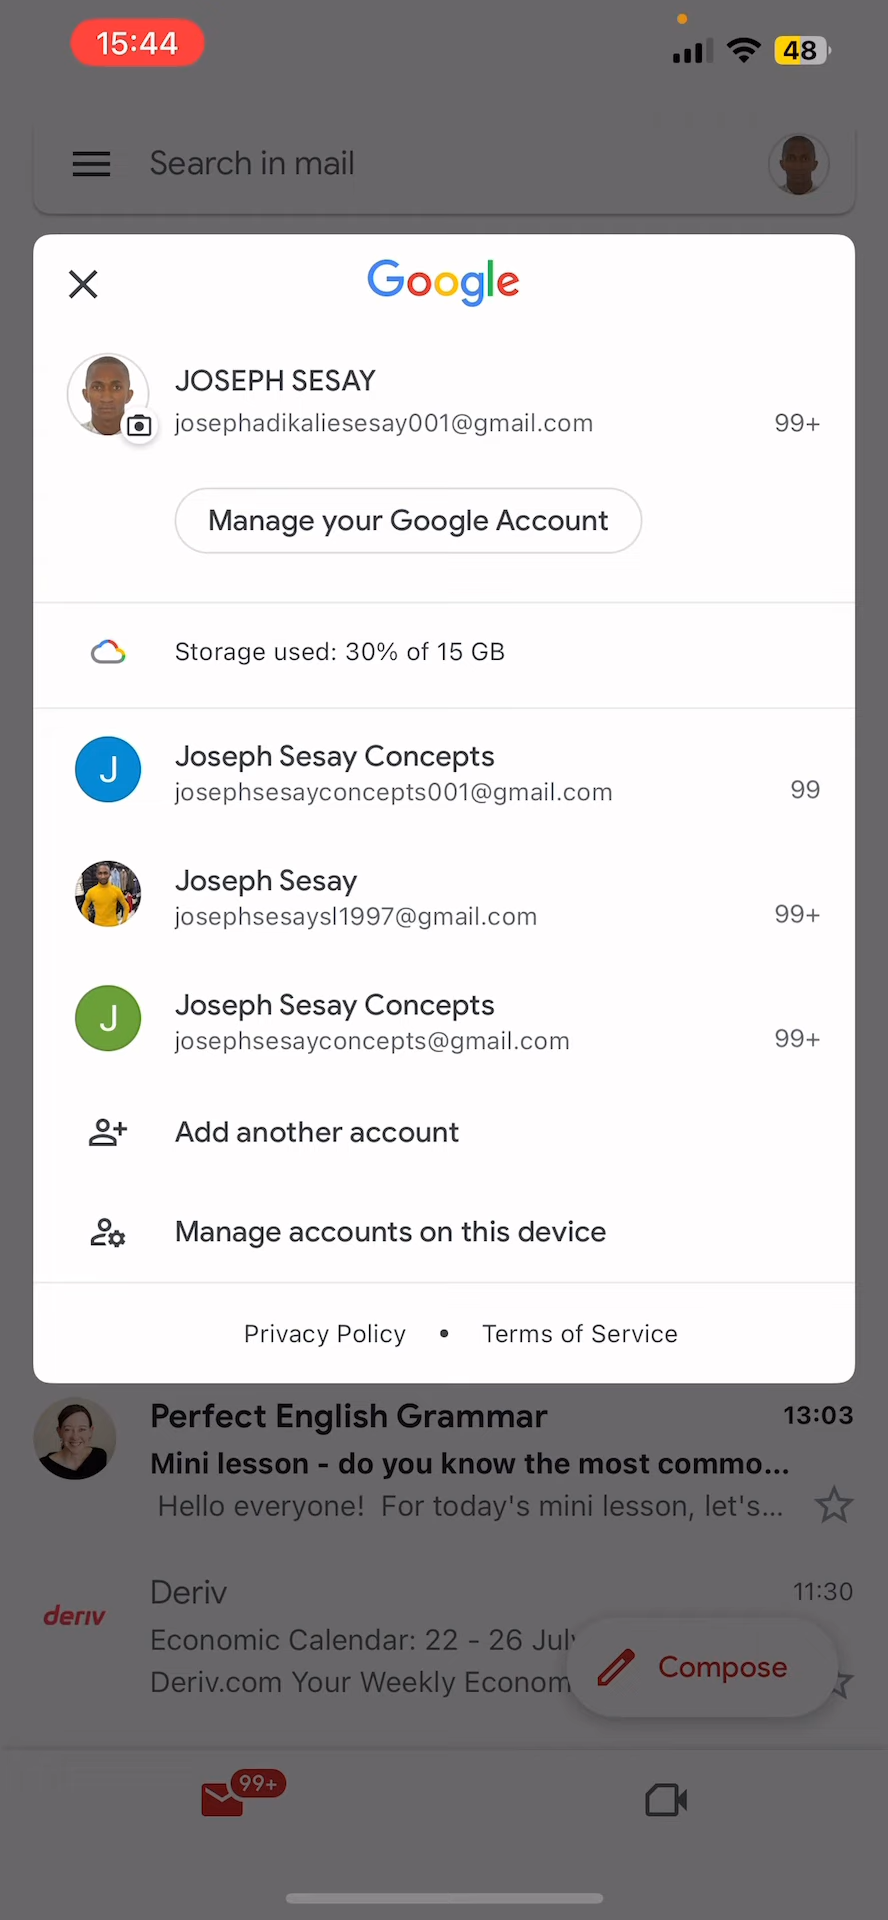 15:44
48
Search in mail
Google
JOSEPH SESAY
josephadikaliesesay001@gmail.com
99+
Manage your Google Account
Storage used: 30% of 15 GB
J
Joseph Sesay Concepts
josephsesayconcepts001@gmail.com
99
Joseph Sesay
josephsesaysl1997@gmail.com
99+
J
Joseph Sesay Concepts
josephsesayconcepts@gmail.com
99+
Add another account
Manage accounts on this device
Privacy Policy • Terms of Service
Perfect English Grammar
13:03
Mini lesson - do you know the most commo...
Hello everyone! For today's mini lesson, let's...
deriv
Deriv
11:30
Economic Calendar: 22 - 26 July
Deriv.com Your Weekly Econom
Compose
99+